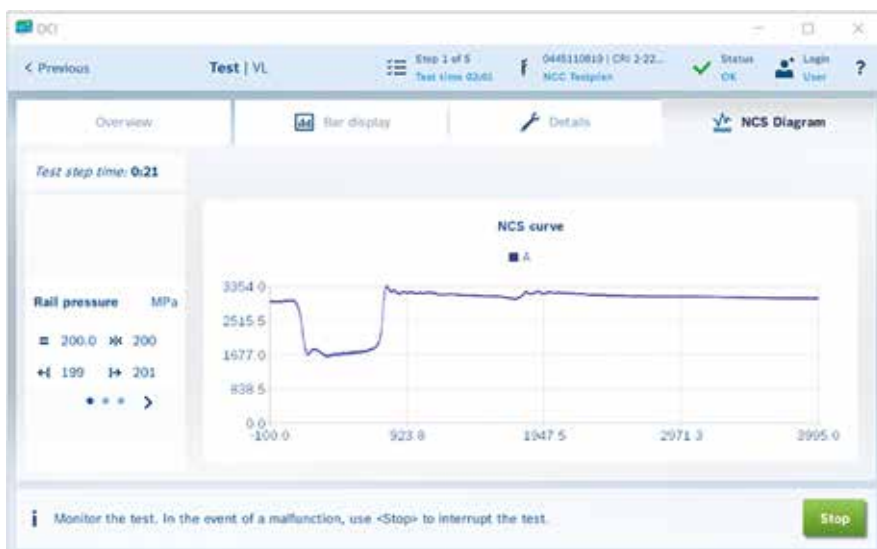 DCI
< Previous
Test | VL
Step 1 of 5
Test time 03:01
CRI 2-22...
NCC Testplan
Status
OK
Login
User
?
Overview
Bar display
Details
NCS Diagram
Test step time: 0:21
NCS curve
A
3354.0
2515.5
1677.0
838.5
0.0
-100.0
923.8
1947.5
2971.3
3995.0
Rail pressure MPa
= 200.0 200
199 201
Monitor the test. In the event of a malfunction, use <Stop> to interrupt the test.
Stop